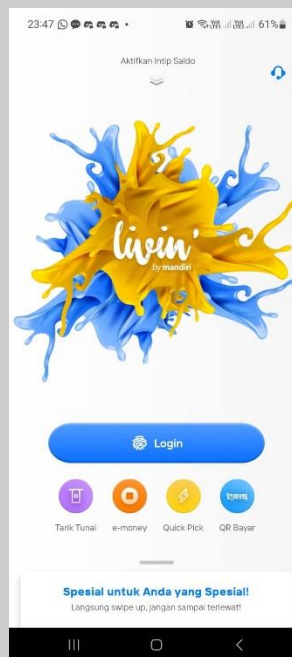 23:47
61%
Aktifkan Intip Saldo
livin'
by mandiri
Login
Tarik Tunai
e-money
Quick Pick
QR Bayar
Spesial untuk Anda yang Spesial!
Langsung swipe up, jangan sampai terlewat!